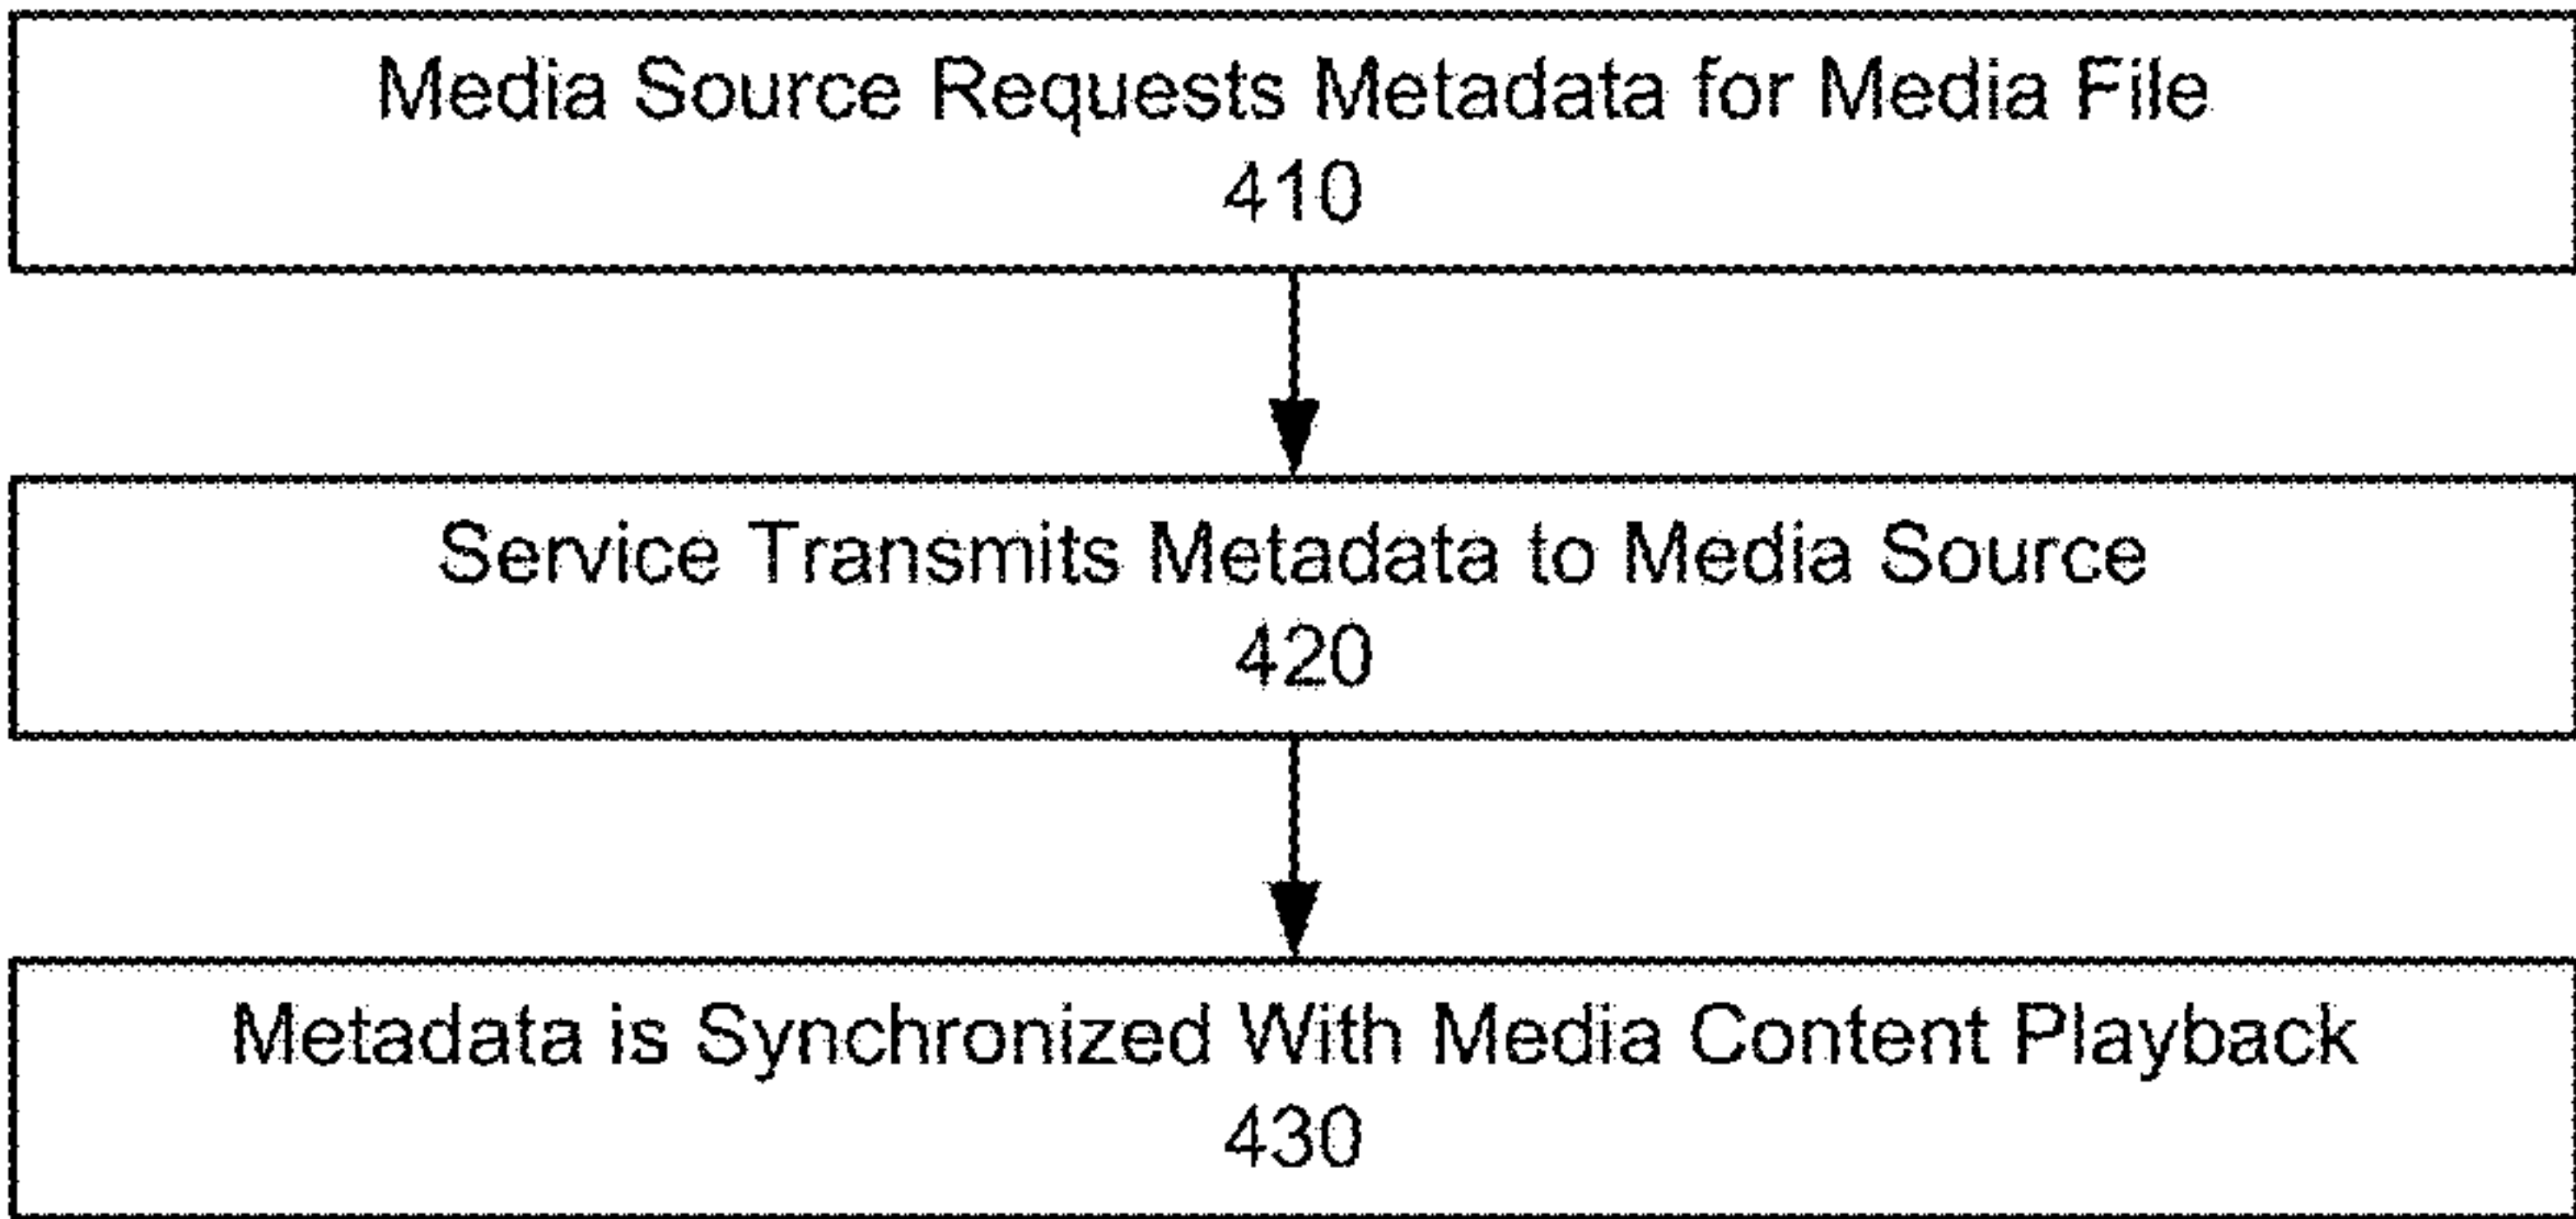 Media Source Requests Metadata for Media File
410
Service Transmits Metadata to Media Source
420
Metadata is Synchronized With Media Content Playback
430